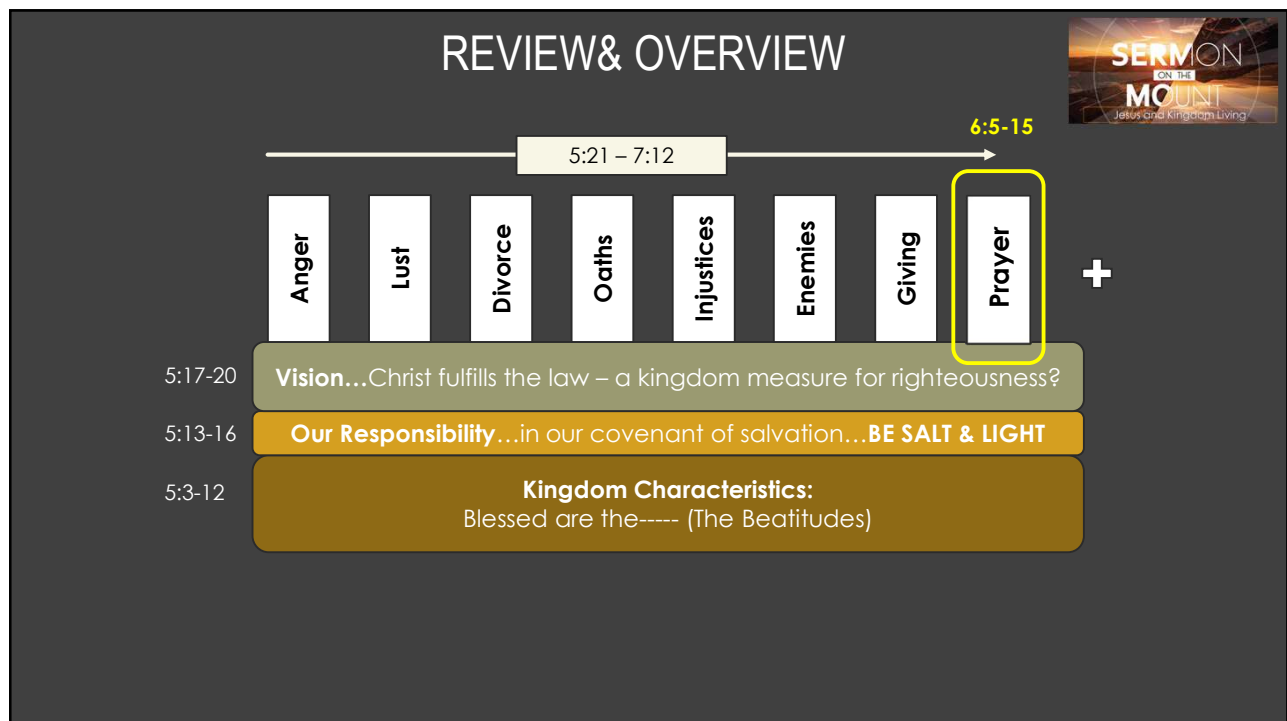 REVIEW& OVERVIEW
SERMON
ON THE
MOUNT
Jesus and Kingdom Living
6:5-15
5:21 – 7:12
Anger
Lust
Divorce
Oaths
Injustices
Enemies
Giving
Prayer
+
5:17-20
Vision…Christ fulfills the law – a kingdom measure for righteousness?
5:13-16
Our Responsibility…in our covenant of salvation…BE SALT & LIGHT
5:3-12
Kingdom Characteristics:
Blessed are the----- (The Beatitudes)